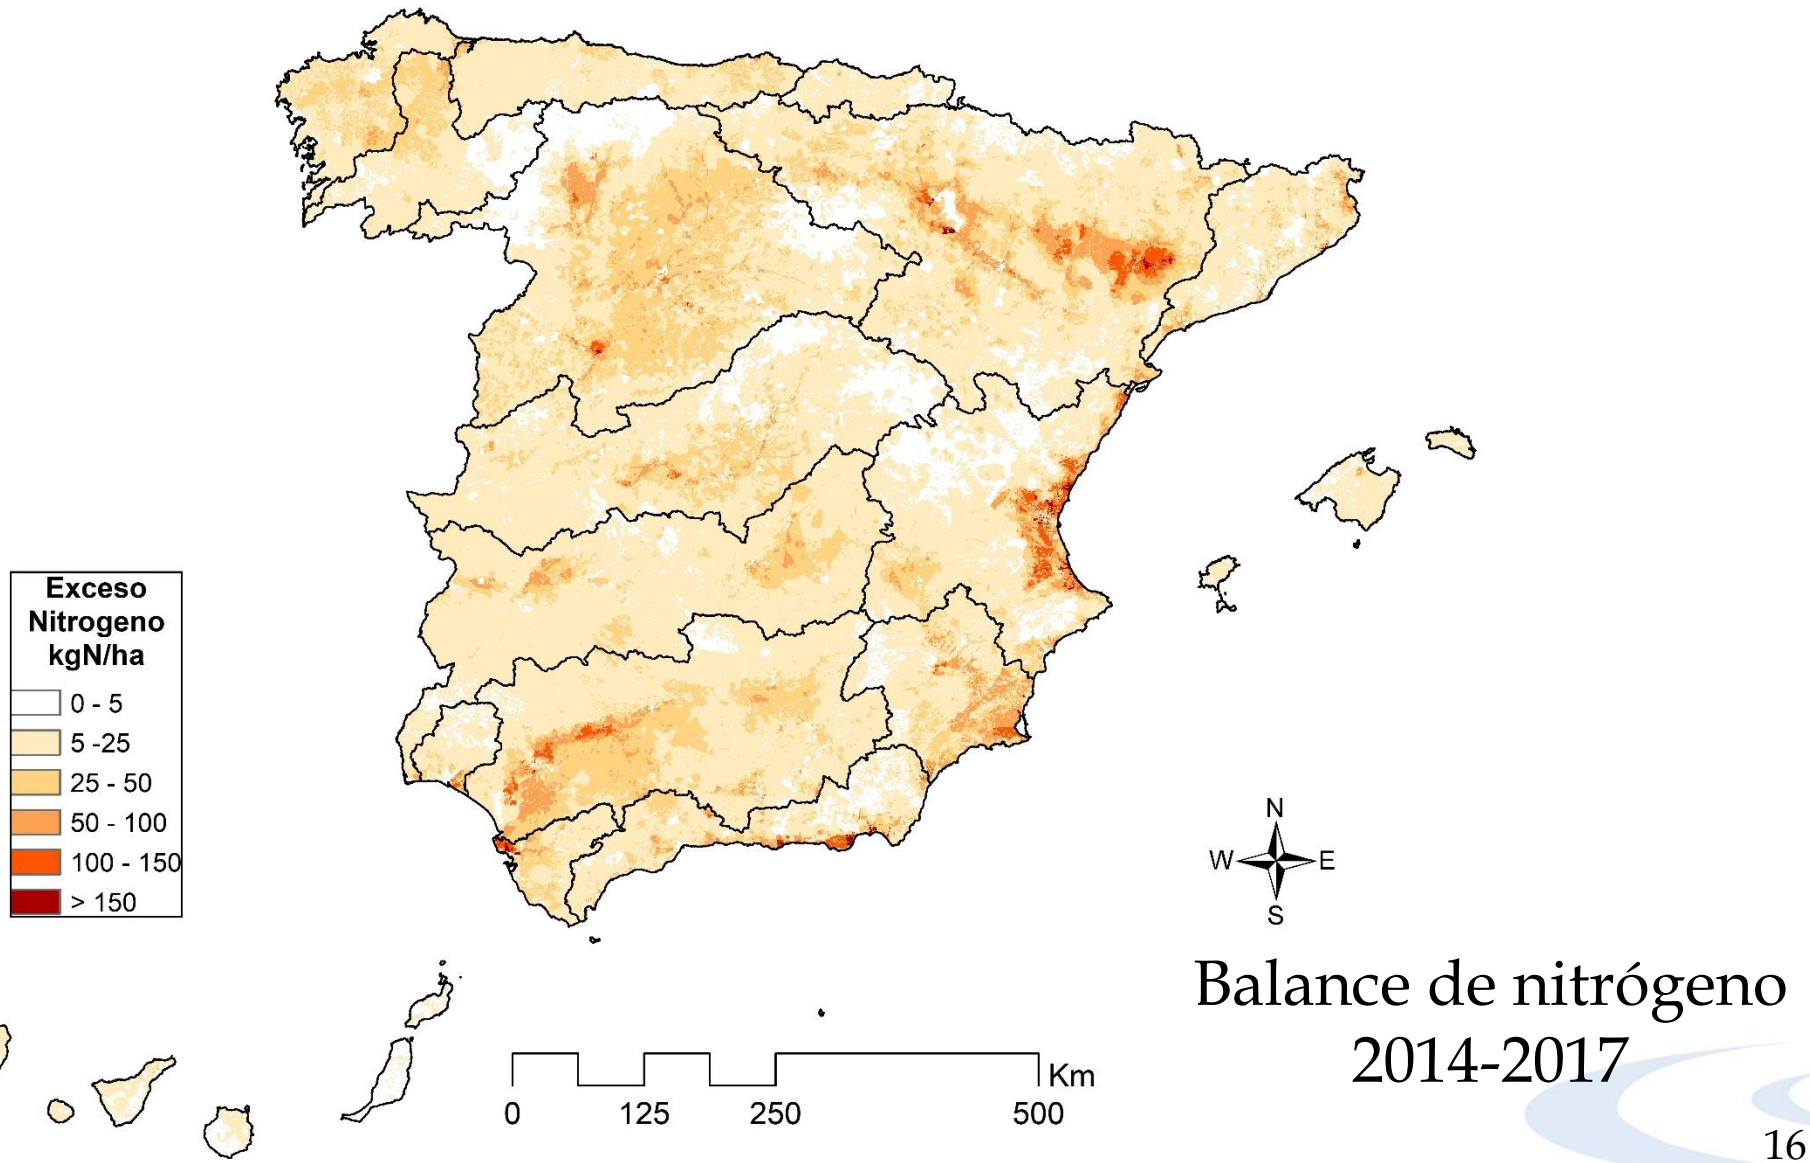 Exceso
Nitrogeno
kgN/ha
0 - 5
5 -25
25 - 50
50 - 100
100 - 150
> 150
N
W E
S
Balance de nitrógeno
2014-2017
Km
0 125 250 500
16